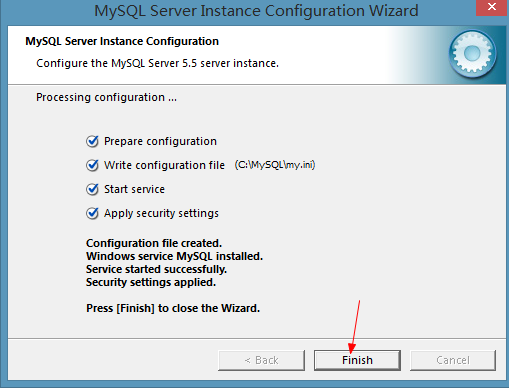 MySQL Server Instance Configuration Wizard
MySQL Server Instance Configuration
Configure the MySQL Server 5.5 server instance.
Processing configuration ...
Prepare configuration
Write configuration file (C:\MySQL\my.ini)
Start service
Apply security settings
Configuration file created.
Windows service MySQL installed.
Service started successfully.
Security settings applied.
Press [Finish] to close the Wizard.
< Back Finish Cancel